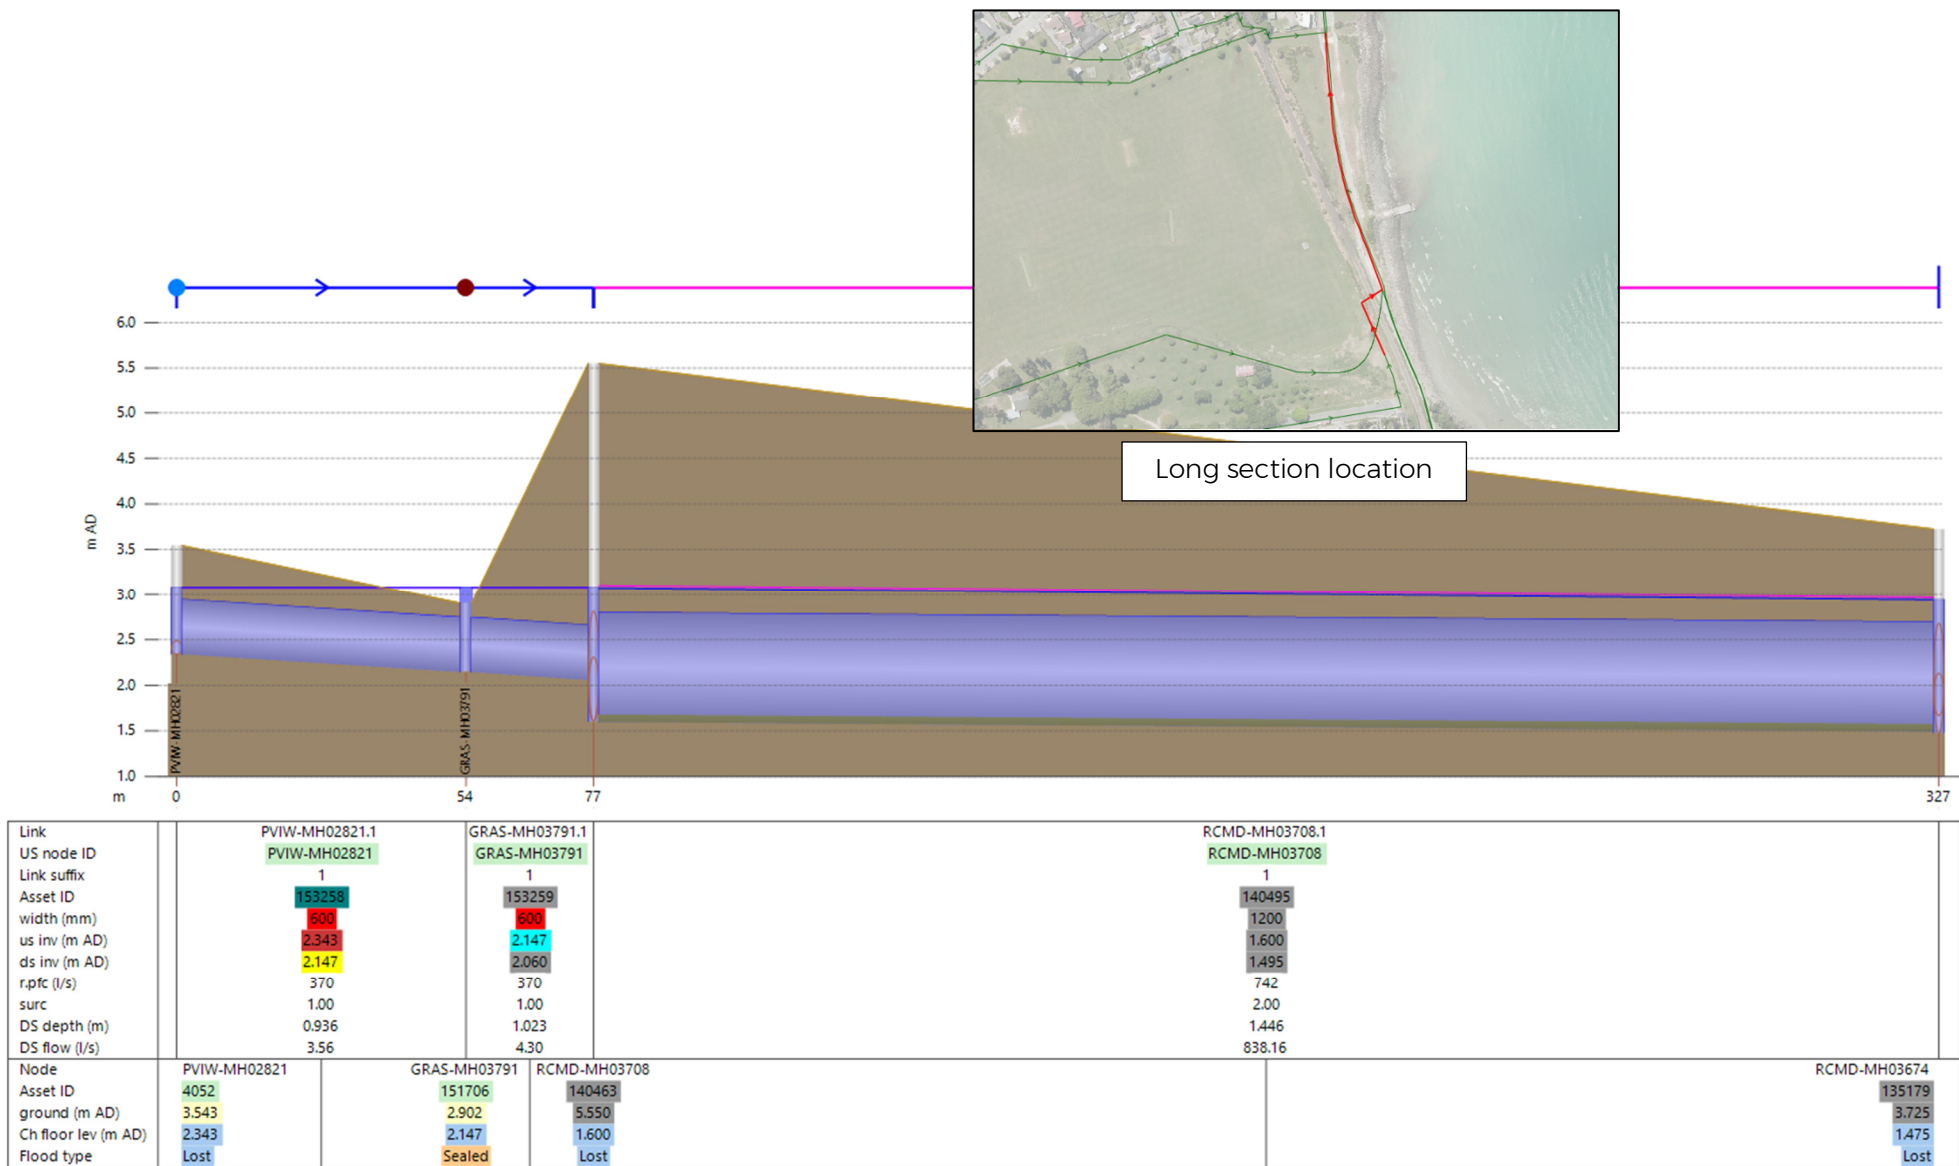 Long section location
6.0
5.5
5.0
4.5
4.0
3.5
3.0
2.5
2.0
1.5
1.0
m AD
PVIW-MH02821
GRAS-MH03791
m 0 54 77 327
Link PVIW-MH02821.1 GRAS-MH03791.1 RCMD-MH03708.1
US node ID PVIW-MH02821 GRAS-MH03791 RCMD-MH03708
Link suffix 1 1 1
Asset ID 153258 153259 140495
width (mm) 600 600 1200
us inv (m AD) 2.343 2.147 1.600
ds inv (m AD) 2.147 2.060 1.495
r.pfc (l/s) 370 370 742
surc 1.00 1.00 2.00
DS depth (m) 0.936 1.023 1.446
DS flow (l/s) 3.56 4.30 838.16
Node PVIW-MH02821 GRAS-MH03791 RCMD-MH03708 RCMD-MH03674
Asset ID 4052 151706 140463 135179
ground (m AD) 3.543 2.902 5.550 3.725
Ch floor lev (m AD) 2.343 2.147 1.600 1.475
Flood type Lost Sealed Lost Lost